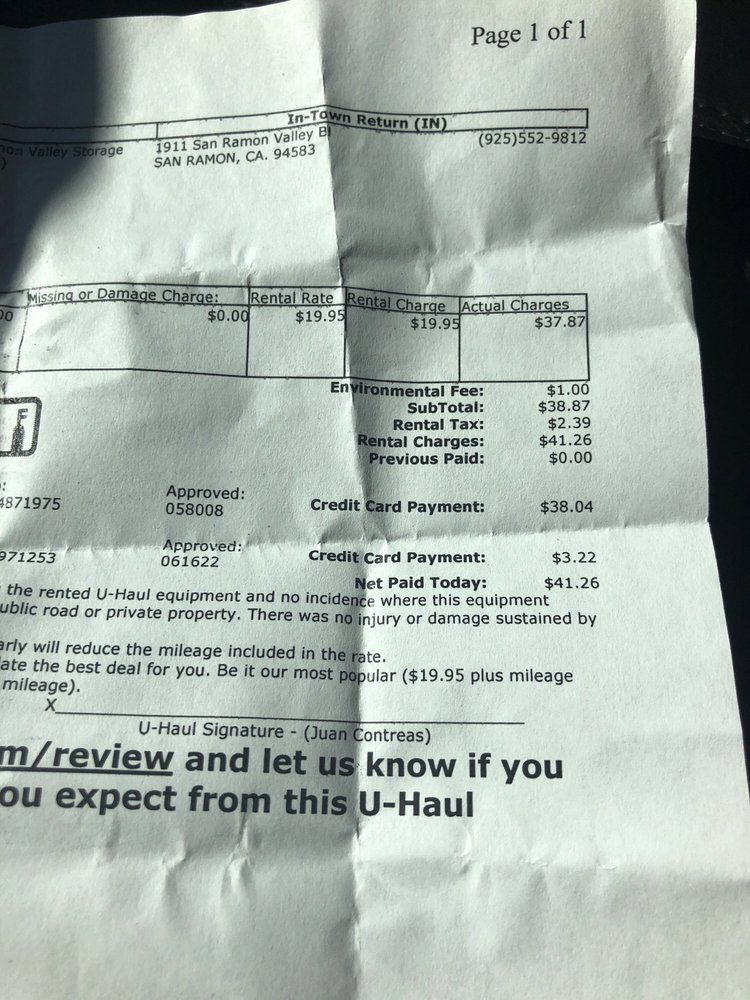 Page 1 of 1
In-Town Return (IN)
on Valley Storage 1911 San Ramon Valley Bl (925)552-9812
) SAN RAMON, CA. 94583
Missing or Damage Charge: Rental Rate Rental Charge Actual Charges
00 $0.00 $19.95 $19.95 $37.87
Environmental Fee: $1.00
SubTotal: $38.87
F
Rental Tax: $2.39
Rental Charges: $41.26
Previous Paid: $0.00
: Approved:
4871975 058008 Credit Card Payment: $38.04
Approved:
971253 061622 Credit Card Payment: $3.22
Net Paid Today: $41.26
the rented U-Haul equipment and no incidence where this equipment
ublic road or private property. There was no injury or damage sustained by
arly will reduce the mileage included in the rate.
ate the best deal for you. Be it our most popular ($19.95 plus mileage
mileage).
X
U-Haul Signature - (Juan Contreas)
m/review and let us know if you
ou expect from this U-Haul